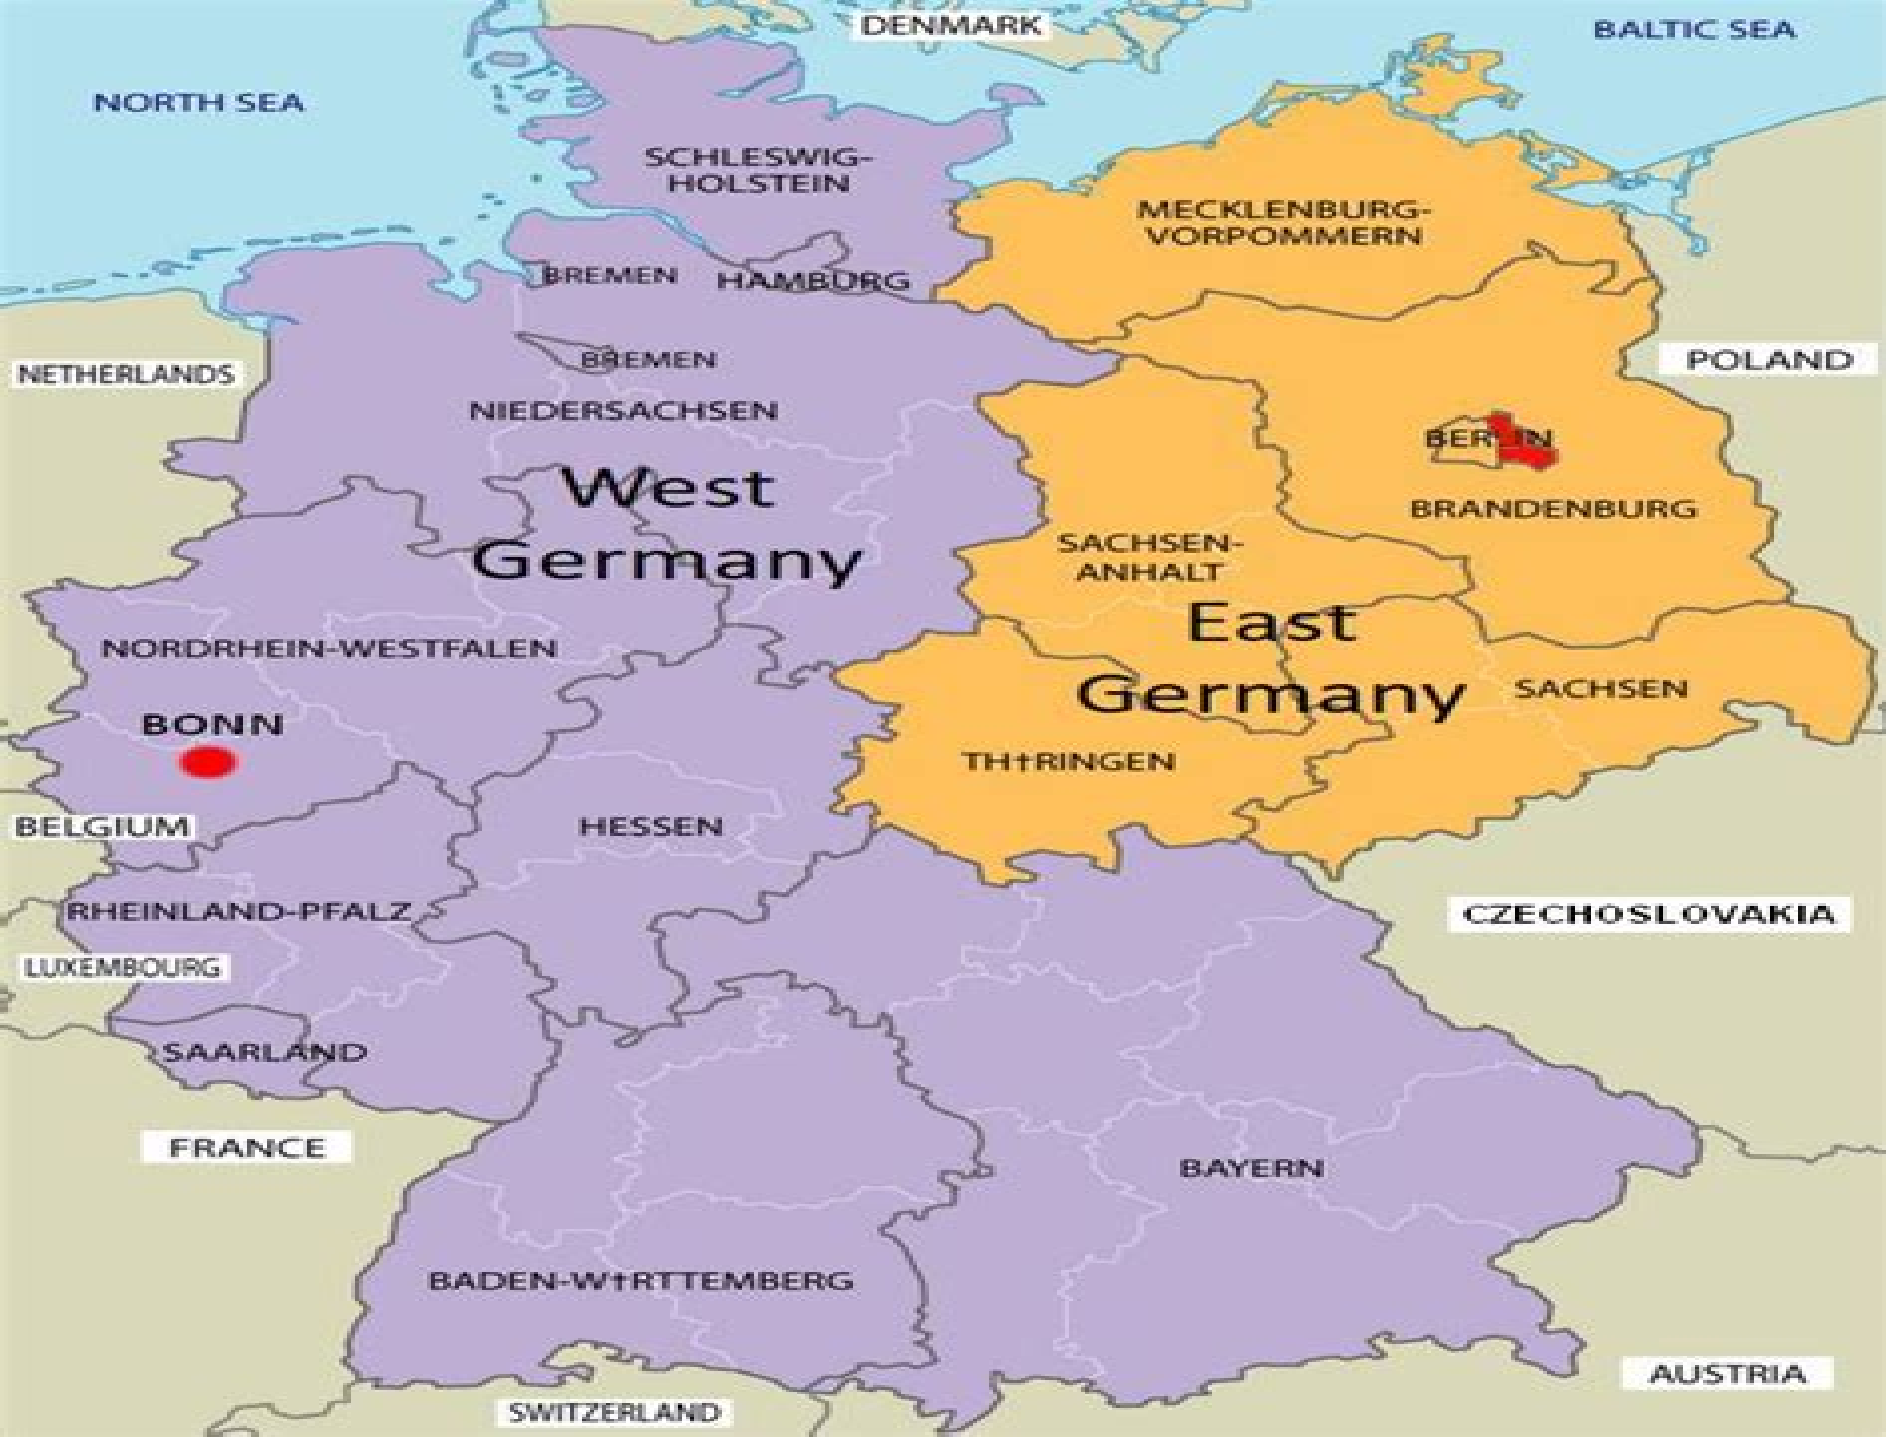 DENMARK
BALTIC SEA
NORTH SEA
SCHLESWIG-
HOLSTEIN
MECKLENBURG-
VORPOMMERN
BREMEN
HAMBURG
NETHERLANDS
BREMEN
POLAND
NIEDERSACHSEN
BERLIN
West
Germany
BRANDENBURG
SACHSEN-
ANHALT
East
Germany
NORDRHEIN-WESTFALEN
SACHSEN
BONN
TH†RINGEN
BELGIUM
HESSEN
RHEINLAND-PFALZ
CZECHOSLOVAKIA
LUXEMBOURG
SAARLAND
FRANCE
BAYERN
BADEN-W†RTTEMBERG
AUSTRIA
SWITZERLAND